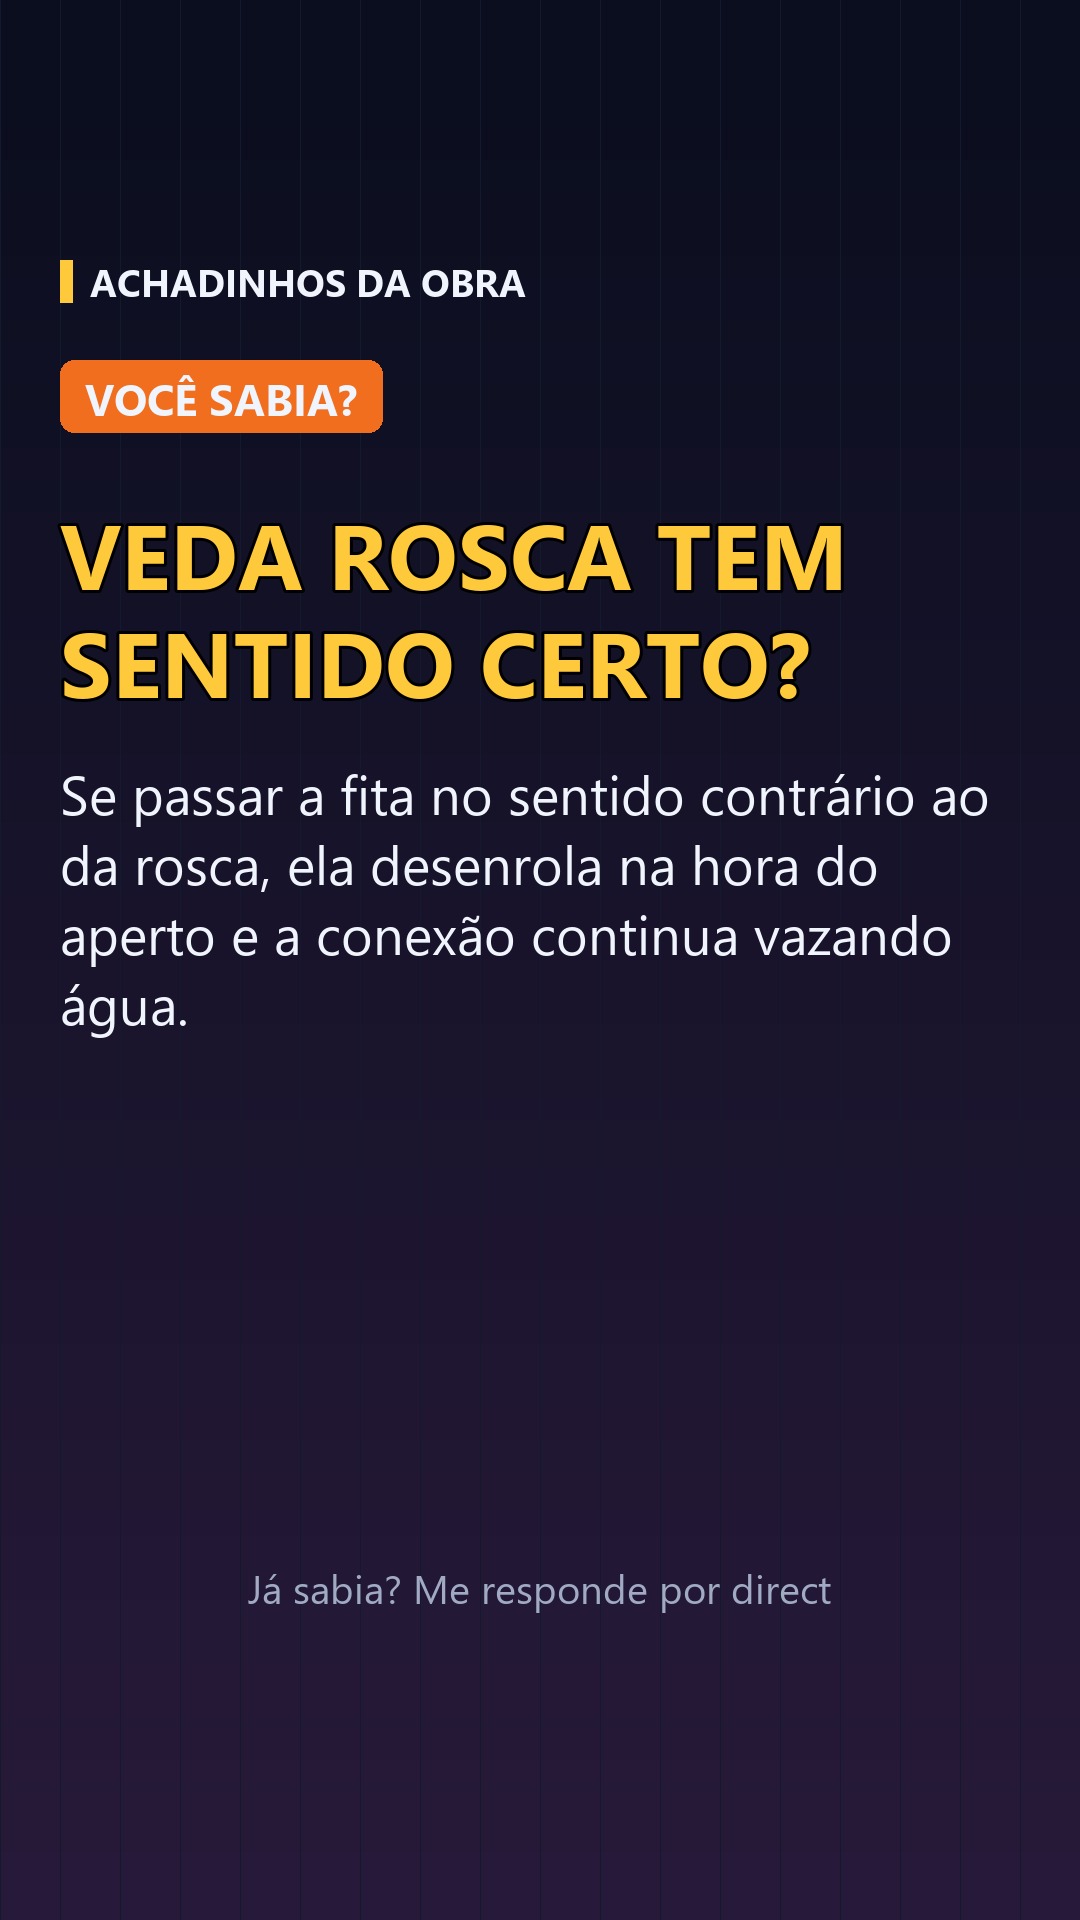 ACHADINHOS DA OBRA
VOCÊ SABIA?
VEDA ROSCA TEM
SENTIDO CERTO?
Se passar a fita no sentido contrário ao
da rosca, ela desenrola na hora do
aperto e a conexão continua vazando
água.
Já sabia? Me responde por direct